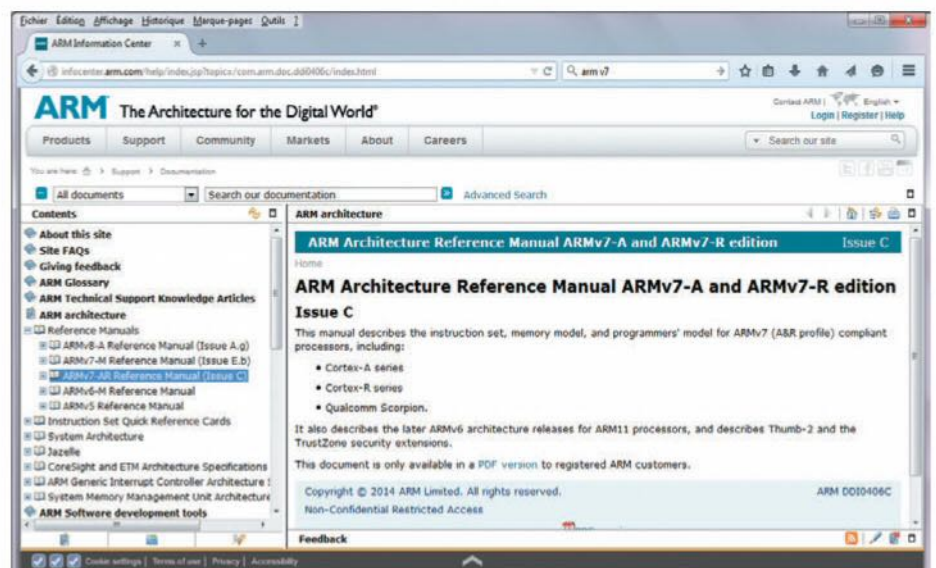 Fichier Édition Affichage Historique Marque-pages Outils ?
ARM Information Center × +
infocenter.arm.com/help/index.jsp?topic=/com.arm.doc.ddi0406c/index.html
arm v7
ARM The Architecture for the Digital World®
Contact ARM | English
Login | Register | Help
Products Support Community Markets About Careers
Search our site
You are here: > Support > Documentation
All documents Search our documentation Advanced Search
Contents
About this site
Site FAQs
Giving feedback
ARM Glossary
ARM Technical Support Knowledge Articles
ARM architecture
Reference Manuals
ARMv8-A Reference Manual (Issue A.g)
ARMv7-M Reference Manual (Issue E.b)
ARMv7-AR Reference Manual (Issue C)
ARMv6-M Reference Manual
ARMv5 Reference Manual
Instruction Set Quick Reference Cards
System Architecture
Jazelle
CoreSight and ETM Architecture Specifications
ARM Generic Interrupt Controller Architecture
System Memory Management Unit Architecture
ARM Software development tools
ARM architecture
ARM Architecture Reference Manual ARMv7-A and ARMv7-R edition Issue C
Home
ARM Architecture Reference Manual ARMv7-A and ARMv7-R edition
Issue C
This manual describes the instruction set, memory model, and programmers' model for ARMv7 (A&R profile) compliant
processors, including:
• Cortex-A series
• Cortex-R series
• Qualcomm Scorpion.
It also describes the later ARMv6 architecture releases for ARM11 processors, and describes Thumb-2 and the
TrustZone security extensions.
This document is only available in a PDF version to registered ARM customers.
Copyright © 2014 ARM Limited. All rights reserved. ARM DDI0406C
Non-Confidential Restricted Access
Feedback
Cookie settings | Terms of use | Privacy | Accessibility